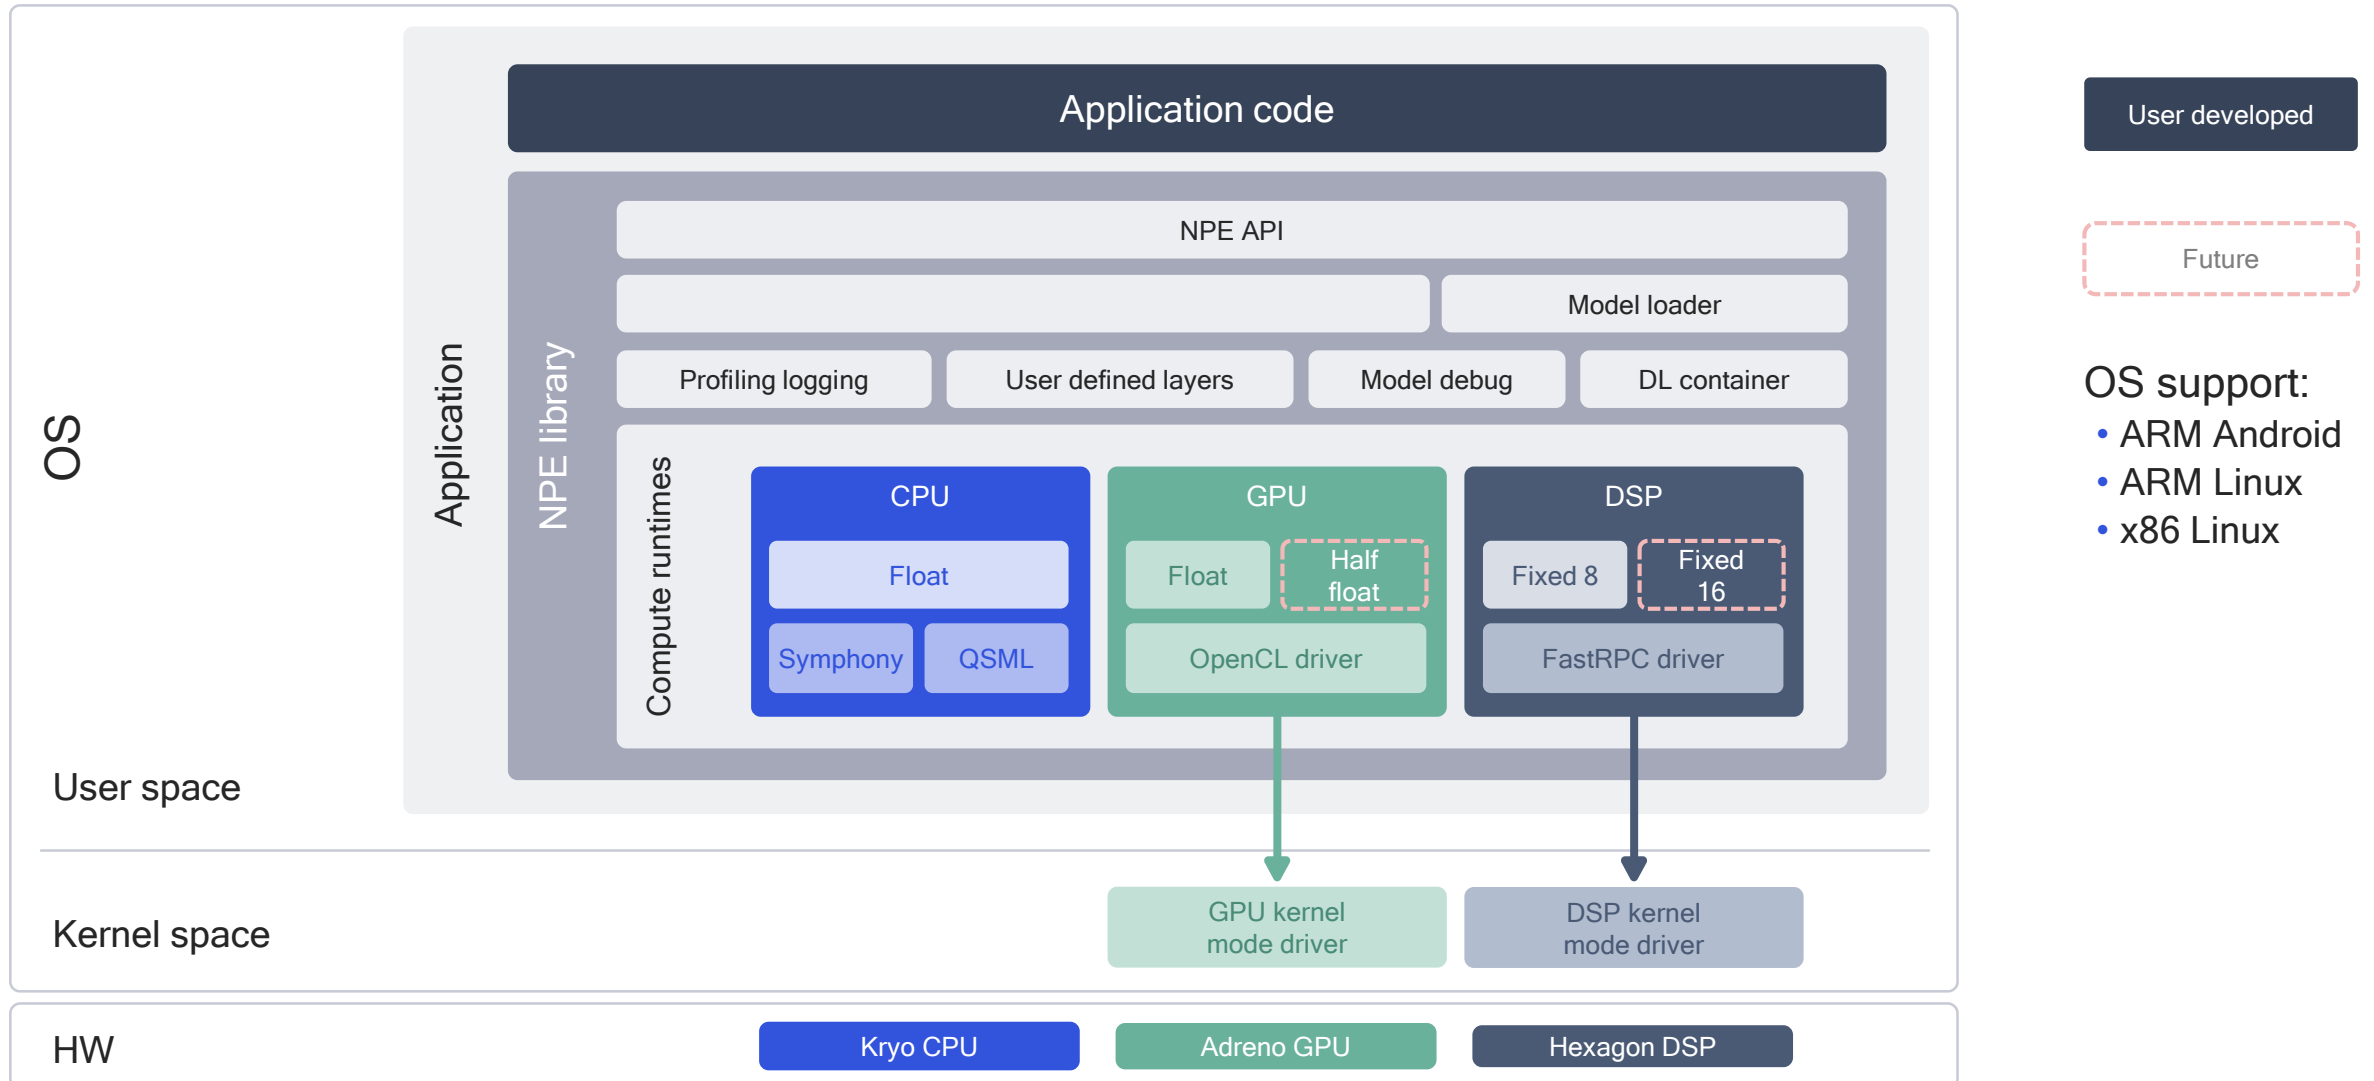 Application code
User developed
NPE API
Future
Model loader
OS
Application
NPE library
Profiling logging
User defined layers
Model debug
DL container
OS support:
• ARM Android
• ARM Linux
• x86 Linux
Compute runtimes
CPU
Float
Symphony
QSML
GPU
Float
Half
float
OpenCL driver
DSP
Fixed 8
Fixed
16
FastRPC driver
User space
Kernel space
GPU kernel
mode driver
DSP kernel
mode driver
HW
Kryo CPU
Adreno GPU
Hexagon DSP